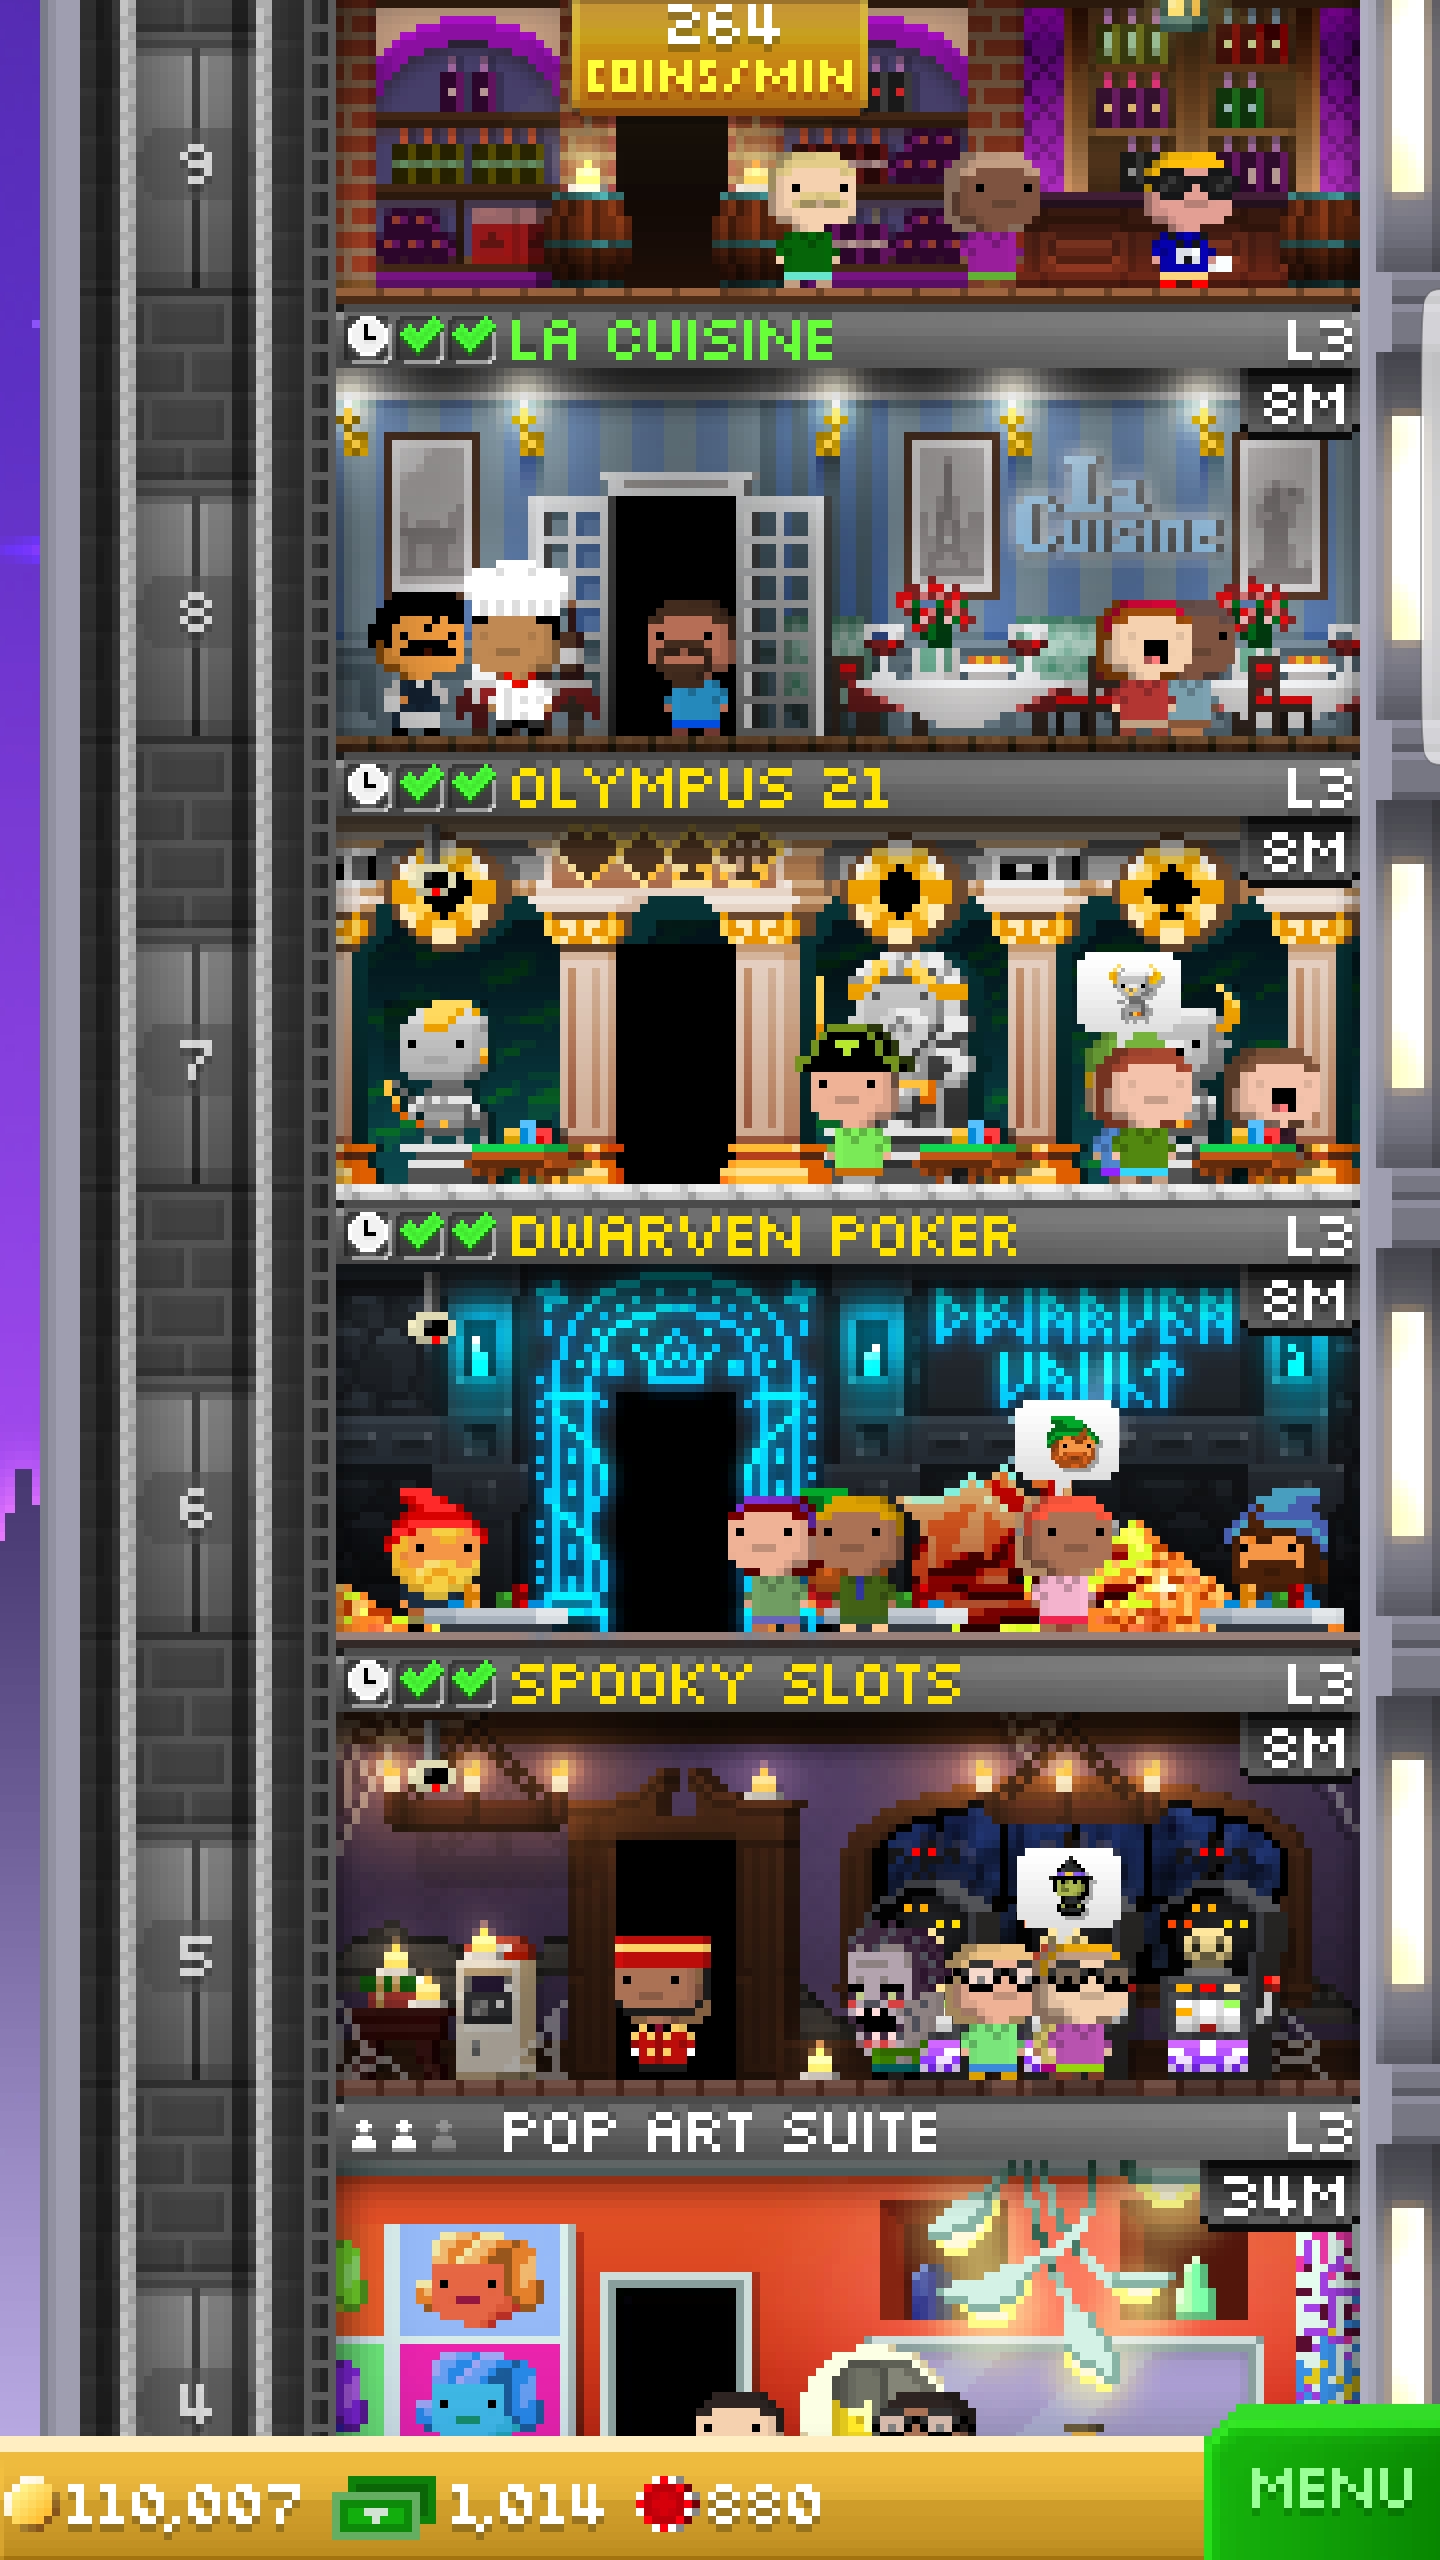 264
COINS/MIN
9
LA CUISINE L3
8M
La
Cuisine
8
OLYMPUS 21 L3
8M
7
DWARVEN POKER L3
8M
DWARVEN
VAULT
6
SPOOKY SLOTS L3
8M
5
POP ART SUITE L3
34M
4
110,007 1,014 880
MENU